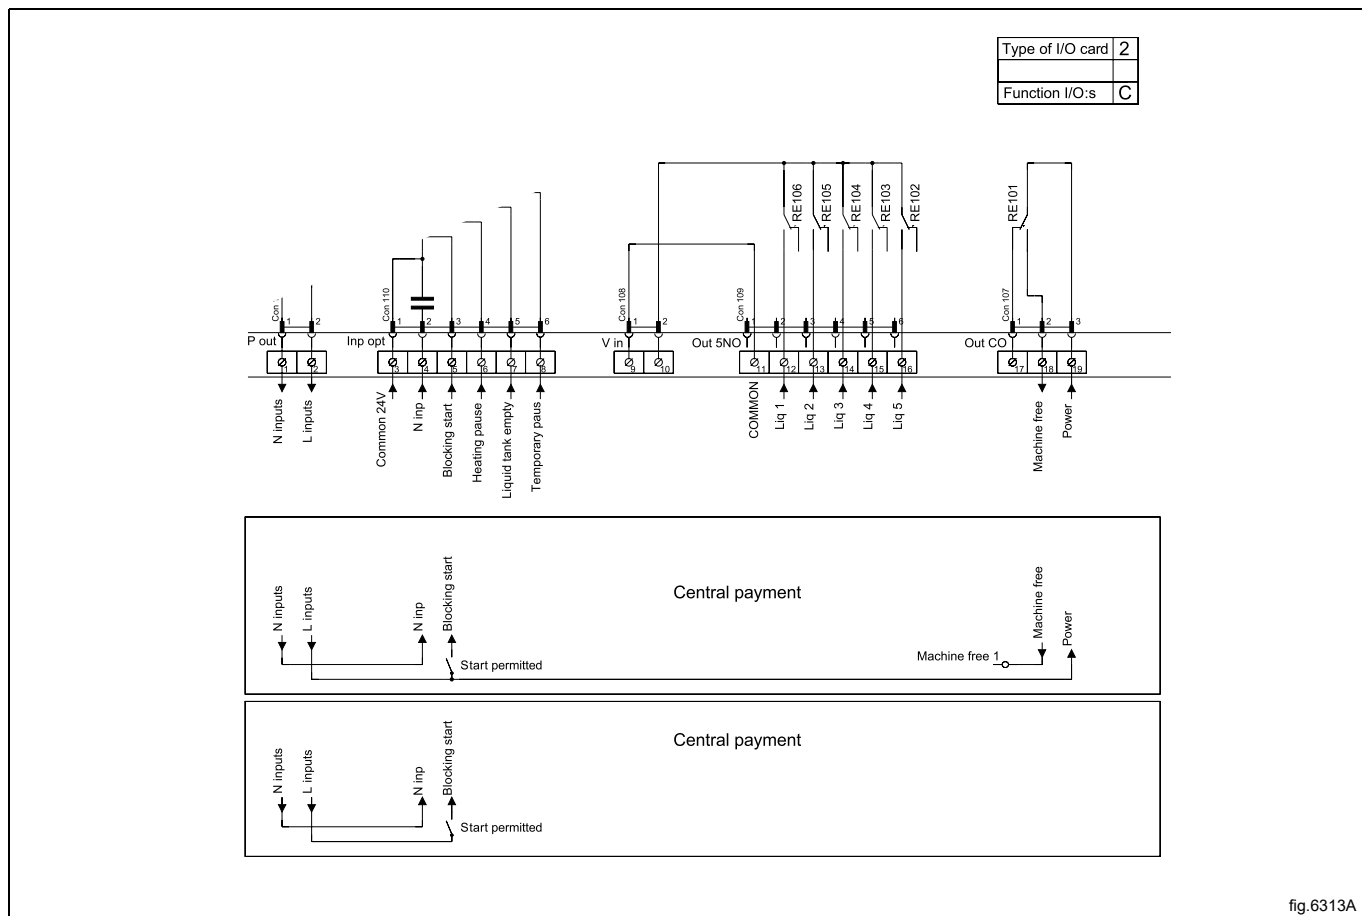 Type of I/O card 2
Function I/O:s C
RE106
RE105
RE104
RE103
RE102
RE101
Con
Con 110
Con 108
Con 109
Con 107
1 2
1 2 3 4 5 6
1 2
1 2 3 4 5 6
1 2 3
P out
Inp opt
V in
Out 5NO
Out CO
1 2
3 4 5 6 7 8
9 10
11 12 13 14 15 16
17 18 19
N inputs
L inputs
Common 24V
N inp
Blocking start
Heating pause
Liquid tank empty
Temporary paus
COMMON
Liq 1
Liq 2
Liq 3
Liq 4
Liq 5
Machine free
Power
Central payment
N inputs
L inputs
N inp
Blocking start
Start permitted
Machine free 1
Machine free
Power
Central payment
N inputs
L inputs
N inp
Blocking start
Start permitted
fig.6313A